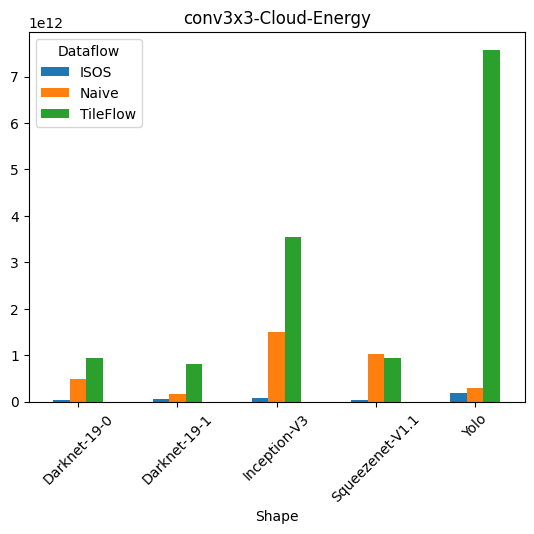 conv3x3-Cloud-Energy
1e12
Dataflow
ISOS
Naive
TileFlow
7
6
5
4
3
2
1
0
Darknet-19-0
Darknet-19-1
Inception-V3
Squeezenet-V1.1
Yolo
Shape